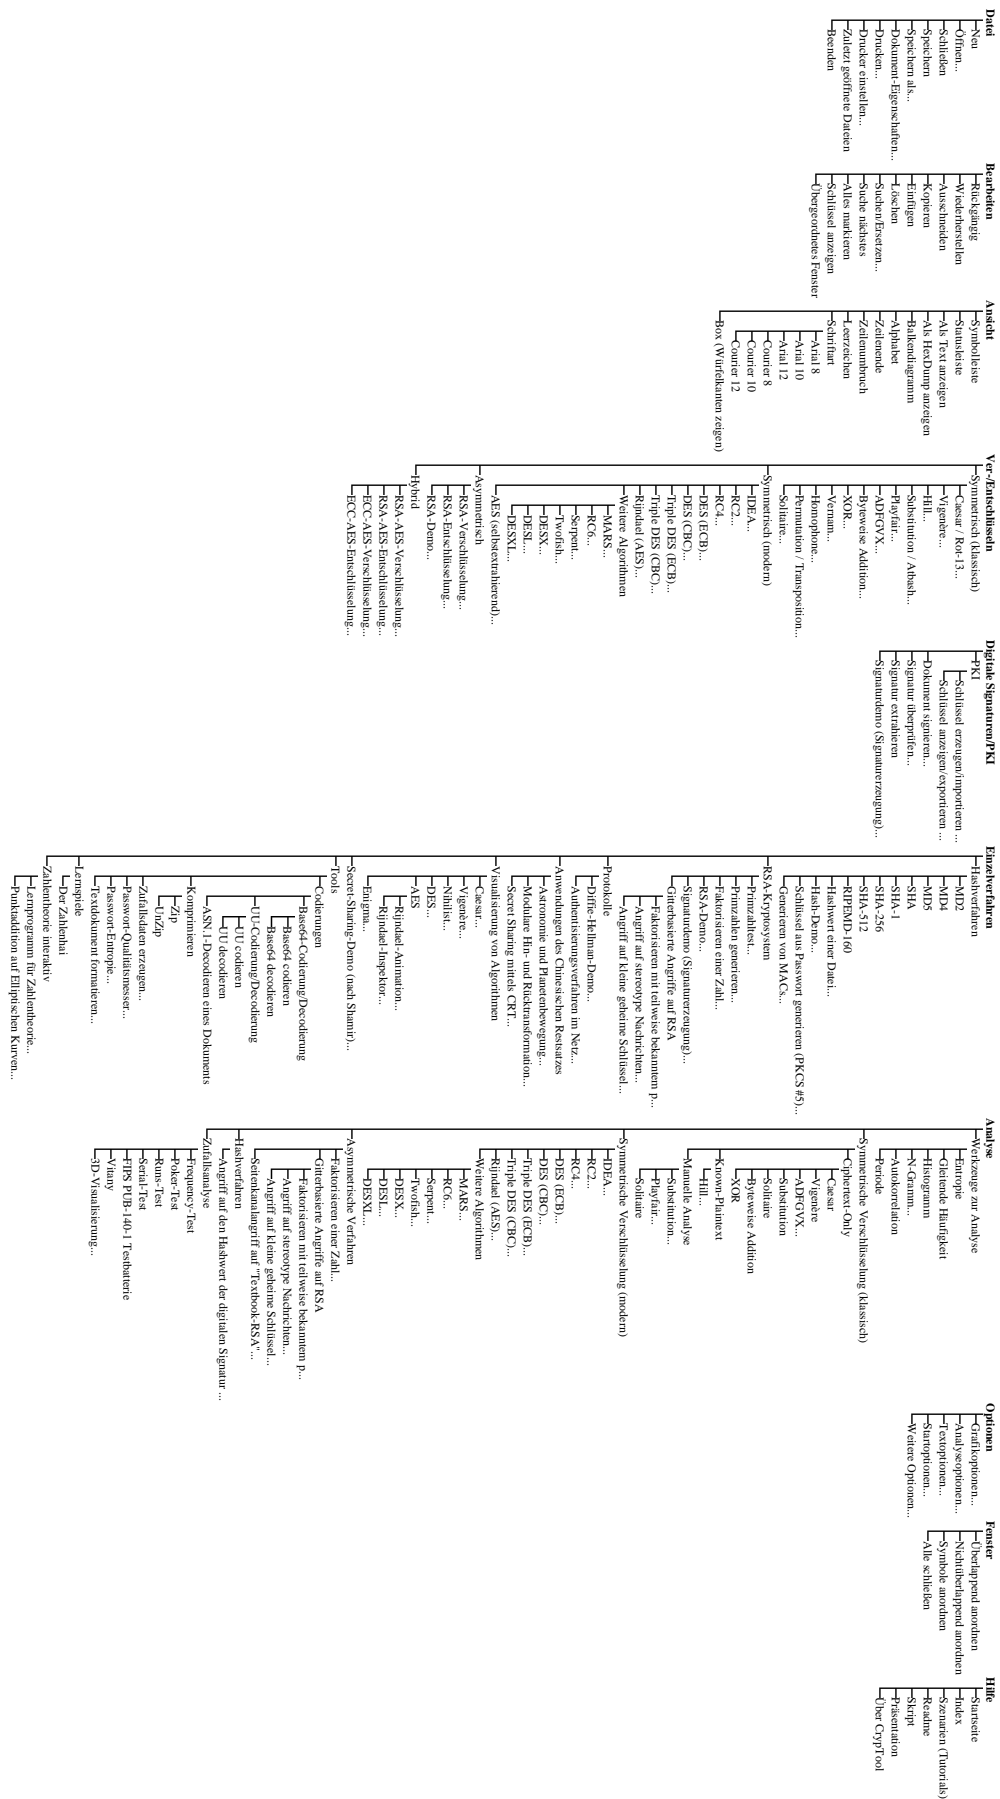 Datei
Neu
Öffnen...
Schließen
Speichern
Speichern als...
Dokument-Eigenschaften...
Drucken...
Drucker einstellen...
Zuletzt geöffnete Dateien
Beenden
Bearbeiten
Rückgängig
Wiederherstellen
Ausschneiden
Kopieren
Einfügen
Löschen
Suchen/Ersetzen...
Suche nächstes
Alles markieren
Schlüssel anzeigen
Übergeordnetes Fenster
Ansicht
Symbolleiste
Statusleiste
Als Text anzeigen
Als HexDump anzeigen
Balkendiagramm
Alphabet
Zeilenende
Zeilenumbruch
Leerzeichen
Schriftart
Arial 8
Arial 10
Arial 12
Courier 8
Courier 10
Courier 12
Box (Würfelkanten zeigen)
Ver-/Entschlüsseln
Symmetrisch (klassisch)
Caesar / Rot-13...
Vigenère...
Hill...
Substitution / Atbash...
Playfair...
ADFGVX...
Byteweise Addition...
XOR...
Vernam...
Homophone...
Permutation / Transposition...
Solitaire...
Symmetrisch (modern)
IDEA...
RC2...
RC4...
DES (ECB)...
DES (CBC)...
Triple DES (ECB)...
Triple DES (CBC)...
Rijndael (AES)...
Weitere Algorithmen
MARS...
RC6...
Serpent...
Twofish...
DESX...
DESL...
DESXL...
AES (selbstextrahierend)...
Asymmetrisch
RSA-Verschlüsselung...
RSA-Entschlüsselung...
RSA-Demo...
Hybrid
RSA-AES-Verschlüsselung...
RSA-AES-Entschlüsselung...
ECC-AES-Verschlüsselung...
ECC-AES-Entschlüsselung...
Digitale Signaturen/PKI
PKI
Schlüssel erzeugen/importieren ...
Schlüssel anzeigen/exportieren ...
Dokument signieren...
Signatur überprüfen...
Signatur extrahieren
Signaturdemo (Signaturerzeugung)...
Einzelverfahren
Hashverfahren
MD2
MD4
MD5
SHA
SHA-1
SHA-256
SHA-512
RIPEMD-160
Hashwert einer Datei...
Hash-Demo...
Schlüssel aus Passwort generieren (PKCS #5)...
Generieren von MACs...
RSA-Kryptosystem
Primzahltest...
Primzahlen generieren...
Faktorisieren einer Zahl...
RSA-Demo...
Signaturdemo (Signaturerzeugung)...
Gitterbasierte Angriffe auf RSA
Faktorisieren mit teilweise bekanntem p...
Angriff auf stereotype Nachrichten...
Angriff auf kleine geheime Schlüssel...
Protokolle
Diffie-Hellman-Demo...
Authentisierungsverfahren im Netz...
Anwendungen des Chinesischen Restsatzes
Astronomie und Planetenbewegung...
Modulare Hin- und Rücktransformation...
Secret Sharing mittels CRT...
Visualisierung von Algorithmen
Caesar...
Vigenère...
Nihilist...
DES...
AES
Rijndael-Animation...
Rijndael-Inspektor...
Enigma...
Secret-Sharing-Demo (nach Shamir)...
Tools
Codierungen
Base64-Codierung/Decodierung
Base64 codieren
Base64 decodieren
UU-Codierung/Decodierung
UU codieren
UU decodieren
ASN.1-Decodieren eines Dokuments
Komprimieren
Zip
UnZip
Zufallsdaten erzeugen...
Passwort-Qualitätsmesser...
Passwort-Entropie...
Textdokument formatieren...
Lernspiele
Der Zahlenhai
Zahlentheorie interaktiv
Lernprogramm für Zahlentheorie...
Punktaddition auf Elliptischen Kurven...
Analyse
Werkzeuge zur Analyse
Entropie
Gleitende Häufigkeit
Histogramm
N-Gramm...
Autokorrelation
Periode
Symmetrische Verschlüsselung (klassisch)
Ciphertext-Only
Caesar
Vigenère
ADFGVX...
Substitution
Solitaire
Byteweise Addition
XOR
Known-Plaintext
Hill...
Manuelle Analyse
Substitution...
Playfair...
Solitaire
Symmetrische Verschlüsselung (modern)
IDEA...
RC2...
RC4...
DES (ECB)...
DES (CBC)...
Triple DES (ECB)...
Triple DES (CBC)...
Rijndael (AES)...
Weitere Algorithmen
MARS...
RC6...
Serpent...
Twofish...
DESX...
DESL...
DESXL...
Asymmetrische Verfahren
Faktorisieren einer Zahl...
Gitterbasierte Angriffe auf RSA
Faktorisieren mit teilweise bekanntem p...
Angriff auf stereotype Nachrichten...
Angriff auf kleine geheime Schlüssel...
Seitenkanalangriff auf "Textbook-RSA"...
Hashverfahren
Angriff auf den Hashwert der digitalen Signatur ...
Zufallsanalyse
Frequency-Test
Poker-Test
Runs-Test
Serial-Test
FIPS PUB-140-1 Testbatterie
Vitany
3D-Visualisierung...
Optionen
Grafikoptionen...
Analyseoptionen...
Textoptionen...
Startoptionen...
Weitere Optionen...
Fenster
Überlappend anordnen
Nichtüberlappend anordnen
Symbole anordnen
Alle schließen
Hilfe
Startseite
Index
Szenarien (Tutorials)
Readme
Skript
Präsentation
Über CrypTool